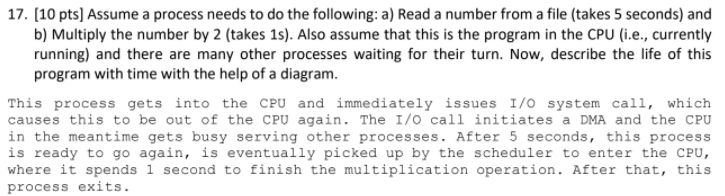 17. [10 pts] Assume a process needs to do the following: a) Read a number from a file (takes 5 seconds) and
b) Multiply the number by 2 (takes 1s). Also assume that this is the program in the CPU (i.e., currently
running) and there are many other processes waiting for their turn. Now, describe the life of this
program with time with the help of a diagram.
This process gets into the CPU and immediately issues I/O system call, which
causes this to be out of the CPU again. The I/O call initiates a DMA and the CPU
in the meantime gets busy serving other processes. After 5 seconds, this process
is ready to go again, is eventually picked up by the scheduler to enter the CPU,
where it spends 1 second to finish the multiplication operation. After that, this
process exits.